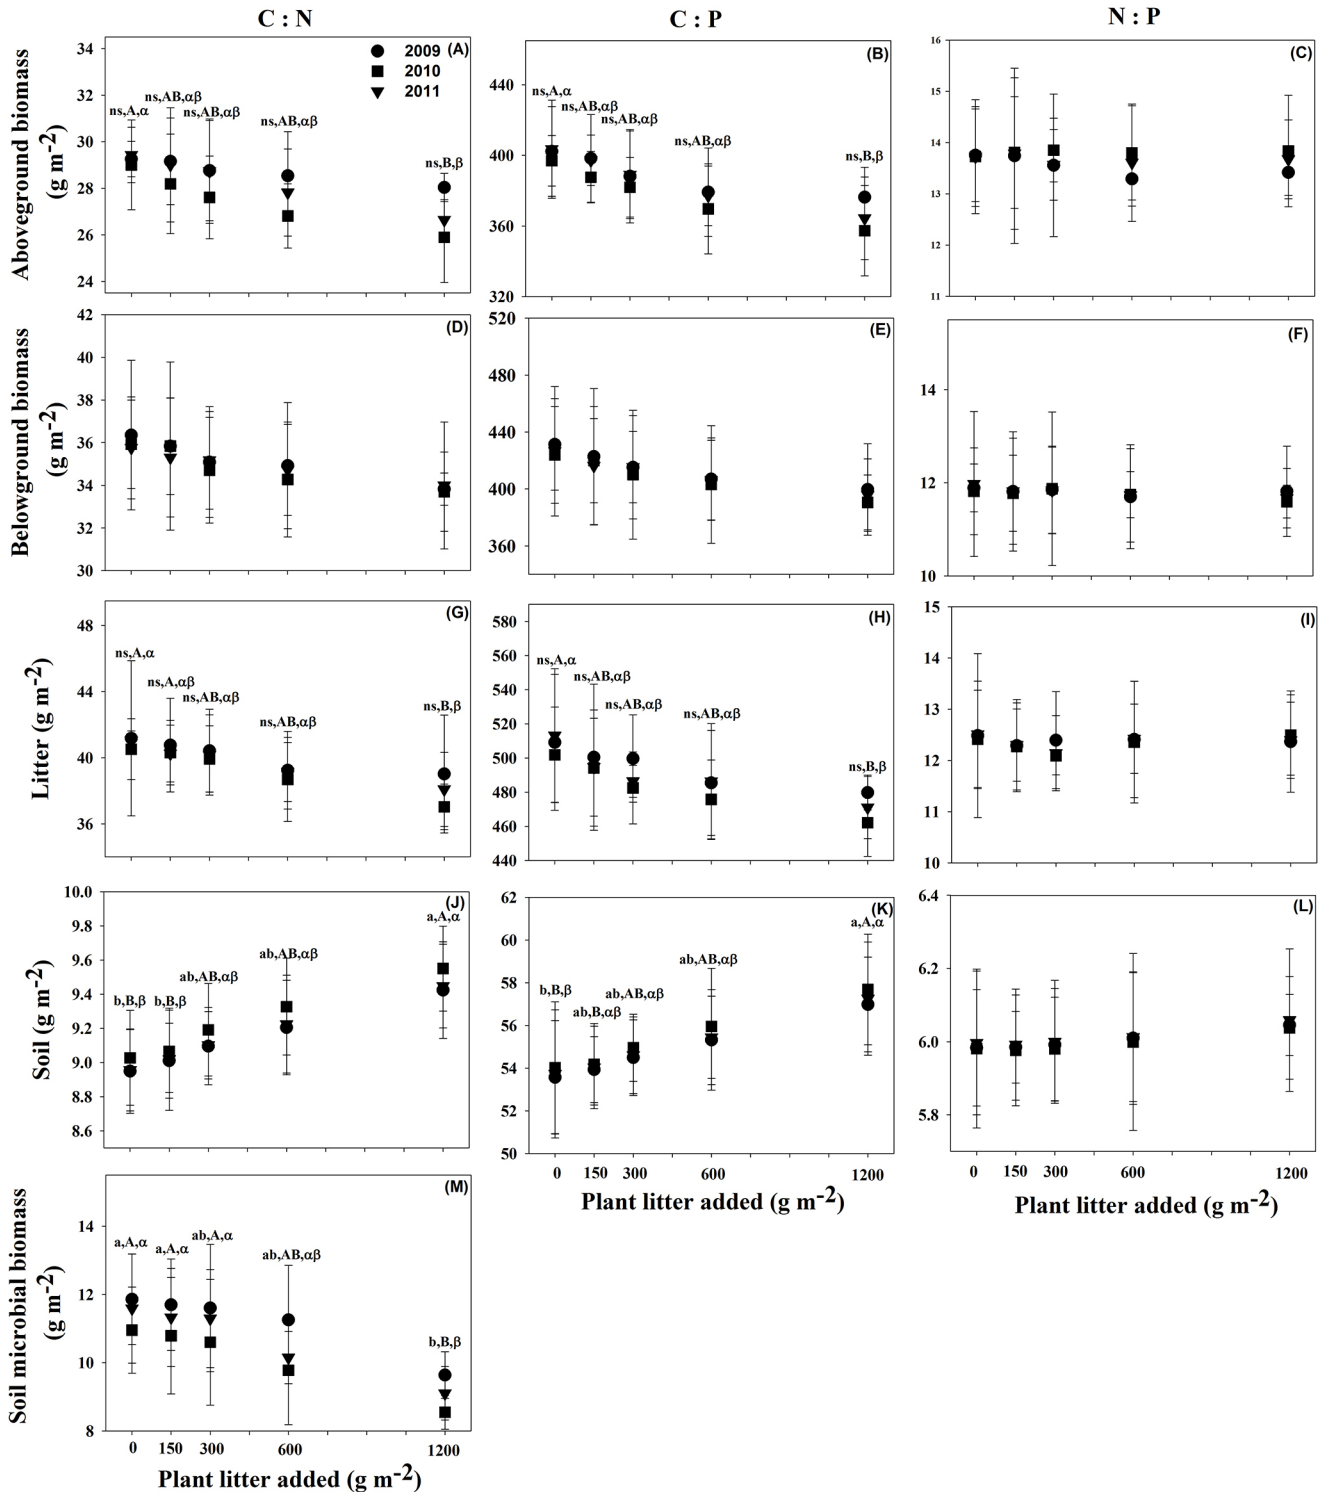 C : N
C : P
N : P
Aboveground biomass
(g m-2)
34
32
30
28
26
24
(A)
2009
2010
2011
ns,A,α
ns,AB,αβ
ns,AB,αβ
ns,AB,αβ
ns,B,β
440
400
360
320
(B)
ns,A,α
ns,AB,αβ
ns,AB,αβ
ns,AB,αβ
ns,B,β
16
15
14
13
12
11
(C)
Belowground biomass
(g m-2)
42
40
38
36
34
32
30
(D)
520
480
440
400
360
(E)
14
12
10
(F)
Litter (g m-2)
48
44
40
36
(G)
ns,A,α
ns,A,αβ
ns,AB,αβ
ns,AB,αβ
ns,B,β
580
560
540
520
500
480
460
440
(H)
ns,A,α
ns,AB,αβ
ns,AB,αβ
ns,AB,αβ
ns,B,β
15
14
13
12
11
10
(I)
Soil (g m-2)
10.0
9.8
9.6
9.4
9.2
9.0
8.8
8.6
(J)
b,B,β
b,B,β
ab,AB,αβ
ab,AB,αβ
a,A,α
62
60
58
56
54
52
50
(K)
b,B,β
ab,B,αβ
ab,AB,αβ
ab,AB,αβ
a,A,α
0 150 300 600 1200
Plant litter added (g m-2)
6.4
6.2
6.0
5.8
(L)
0 150 300 600 1200
Plant litter added (g m-2)
Soil microbial biomass
(g m-2)
14
12
10
8
(M)
a,A,α
a,A,α
ab,A,α
ab,AB,αβ
b,B,β
0 150 300 600 1200
Plant litter added (g m-2)